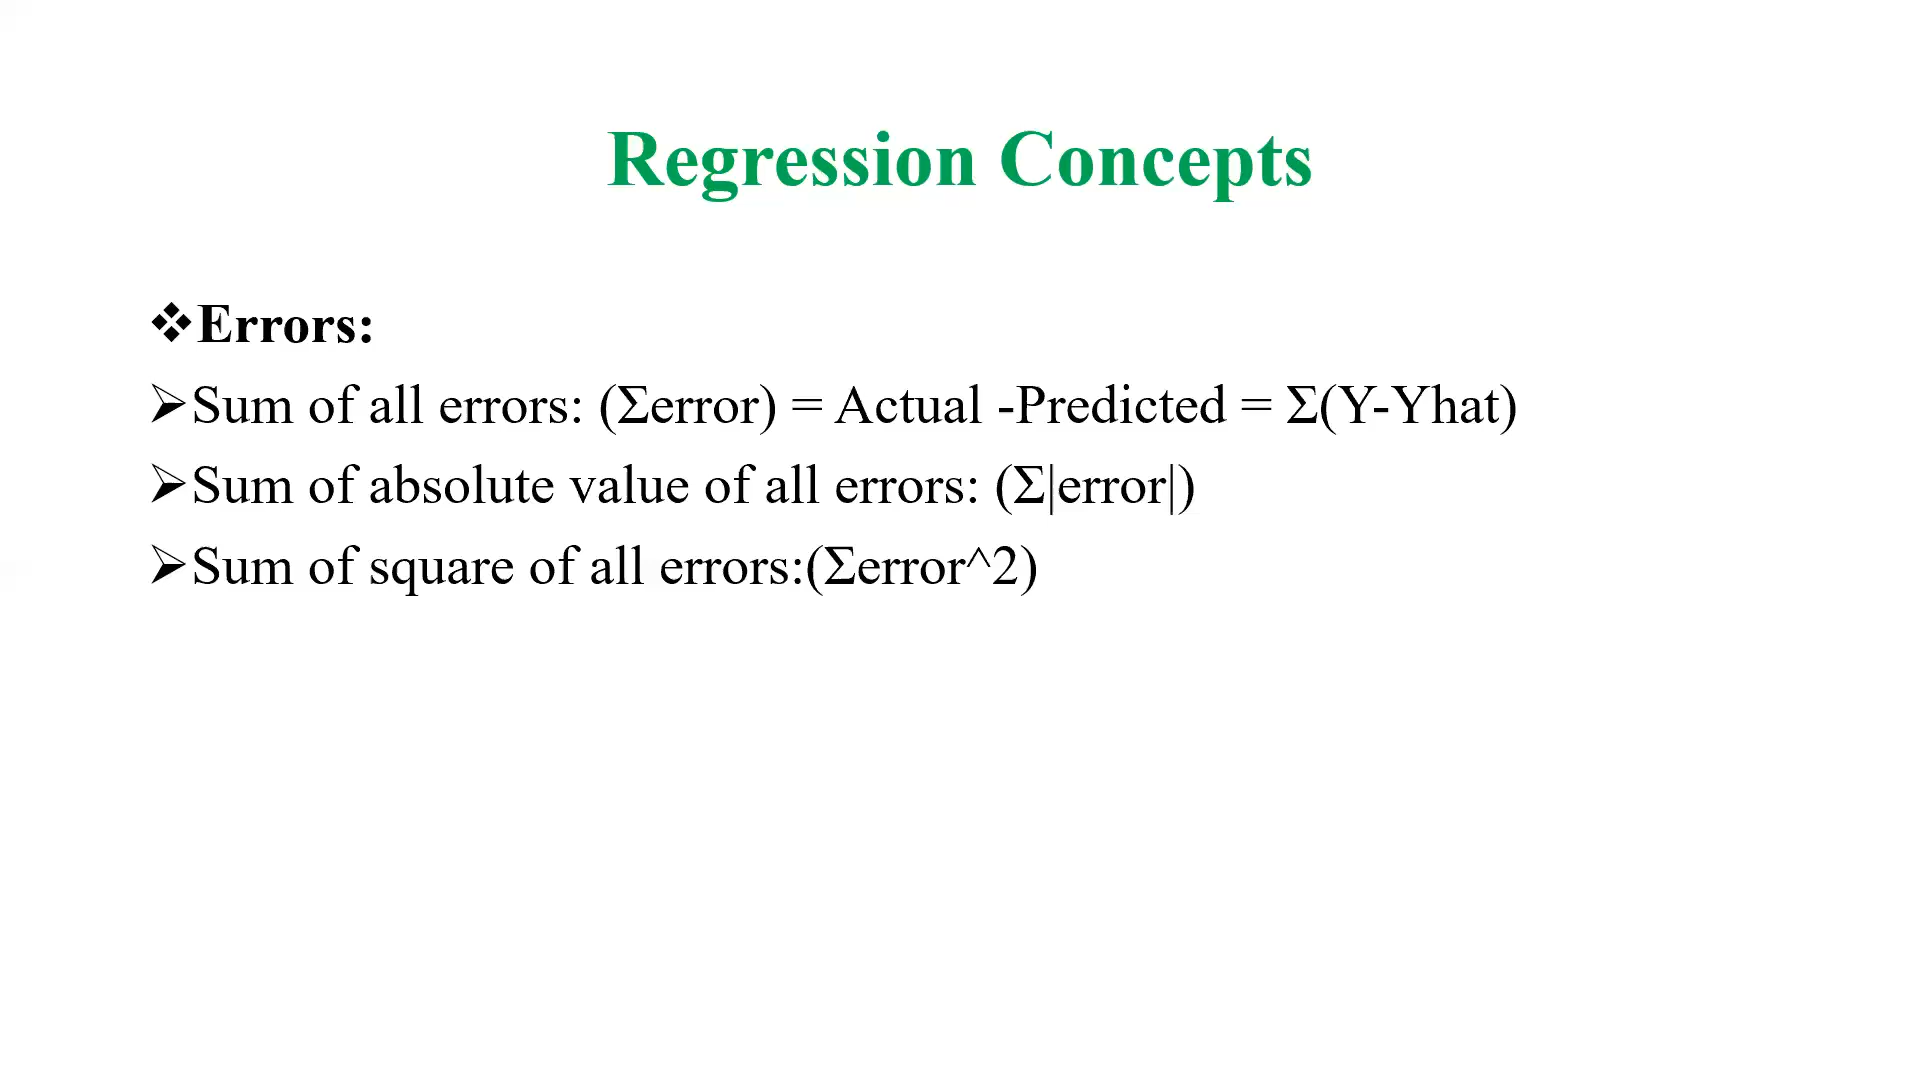 Regression Concepts
❖Errors:
➢Sum of all errors: (Σerror) = Actual -Predicted = Σ(Y-Yhat)
➢Sum of absolute value of all errors: (Σ|error|)
➢Sum of square of all errors:(Σerror^2)